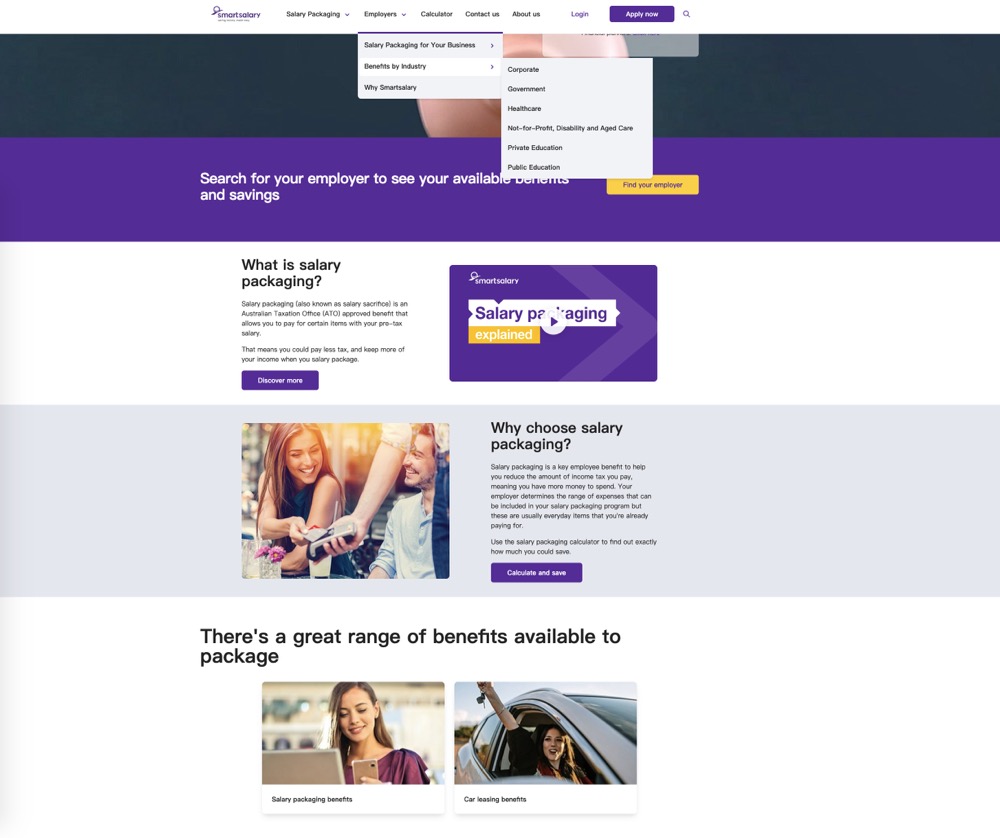 smartsalary
Salary Packaging
Employers
Calculator
Contact us
About us
Login
Apply now
Salary Packaging for Your Business
Benefits by Industry
Why Smartsalary
Corporate
Government
Healthcare
Not-for-Profit, Disability and Aged Care
Private Education
Public Education
Search for your employer to see your available benefits
and savings
Find your employer
What is salary
packaging?
Salary packaging (also known as salary sacrifice) is an
Australian Taxation Office (ATO) approved benefit that
allows you to pay for certain items with your pre-tax
salary.
That means you could pay less tax, and keep more of
your income when you salary package.
Discover more
smartsalary
Salary packaging
explained
Why choose salary
packaging?
Salary packaging is a key employee benefit to help
you reduce the amount of income tax you pay,
meaning you have more money to spend. Your
employer determines the range of expenses that can
be included in your salary packaging program but
these are usually everyday items that you're already
paying for.
Use the salary packaging calculator to find out exactly
how much you could save.
Calculate and save
There's a great range of benefits available to
package
Salary packaging benefits
Car leasing benefits